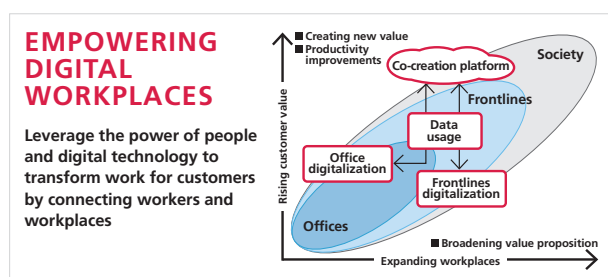 EMPOWERING
DIGITAL
WORKPLACES
Leverage the power of people
and digital technology to
transform work for customers
by connecting workers and
workplaces
Rising customer value
■ Creating new value
■ Productivity
improvements
Co-creation platform
Society
Frontlines
Data
usage
Office
digitalization
Frontlines
digitalization
Offices
■ Broadening value proposition
Expanding workplaces